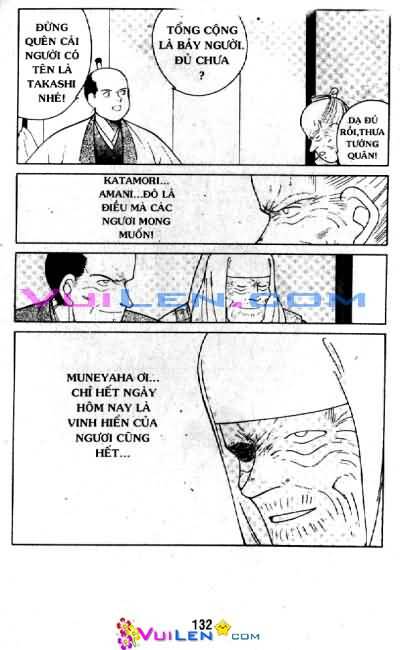 ĐỪNG
QUÊN CÁI
NGƯỜI CÓ
TÊN LÀ
TAKASHI
NHÉ!
TỔNG CỘNG
LÀ BẢY NGƯỜI.
ĐỦ CHƯA
?
DẠ ĐỦ
RỒI,THƯA
TƯỚNG
QUÂN!
KATAMORI...
AMANI...ĐÓ LÀ
ĐIỀU MÀ CÁC
NGƯƠI MONG
MUỐN!
VUILEN.COM
MUNEYAHA ƠI...
CHỈ HẾT NGÀY
HÔM NAY LÀ
VINH HIỂN CỦA
NGƯƠI CŨNG
HẾT...
132
VUILEN.COM